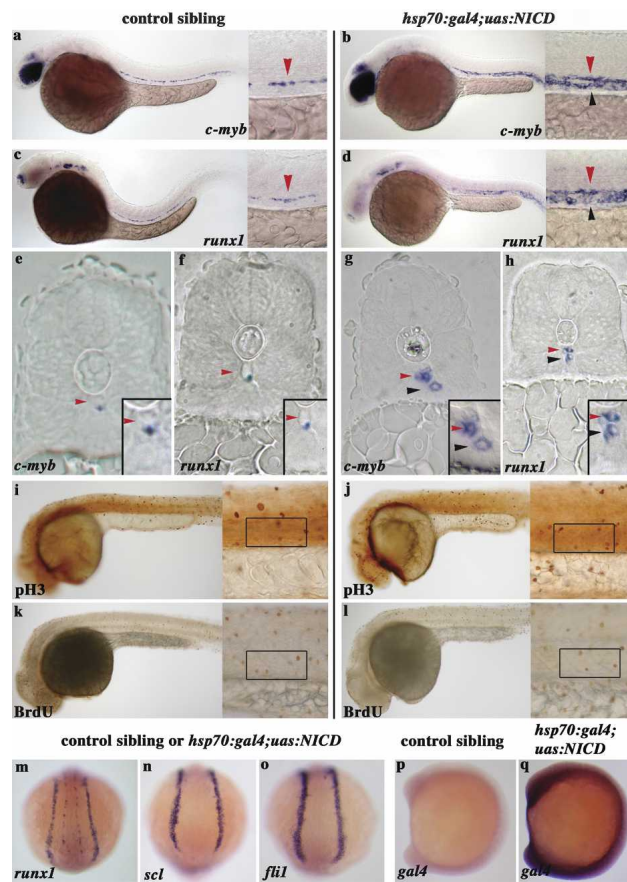 control sibling
hsp70:gal4;uas:NICD
a
c-myb
b
c-myb
c
runx1
d
runx1
e
c-myb
f
runx1
g
c-myb
h
runx1
i
pH3
j
pH3
k
BrdU
l
BrdU
control sibling or hsp70:gal4;uas:NICD
control sibling
hsp70:gal4;
uas:NICD
m
runx1
n
scl
o
fli1
p
gal4
q
gal4